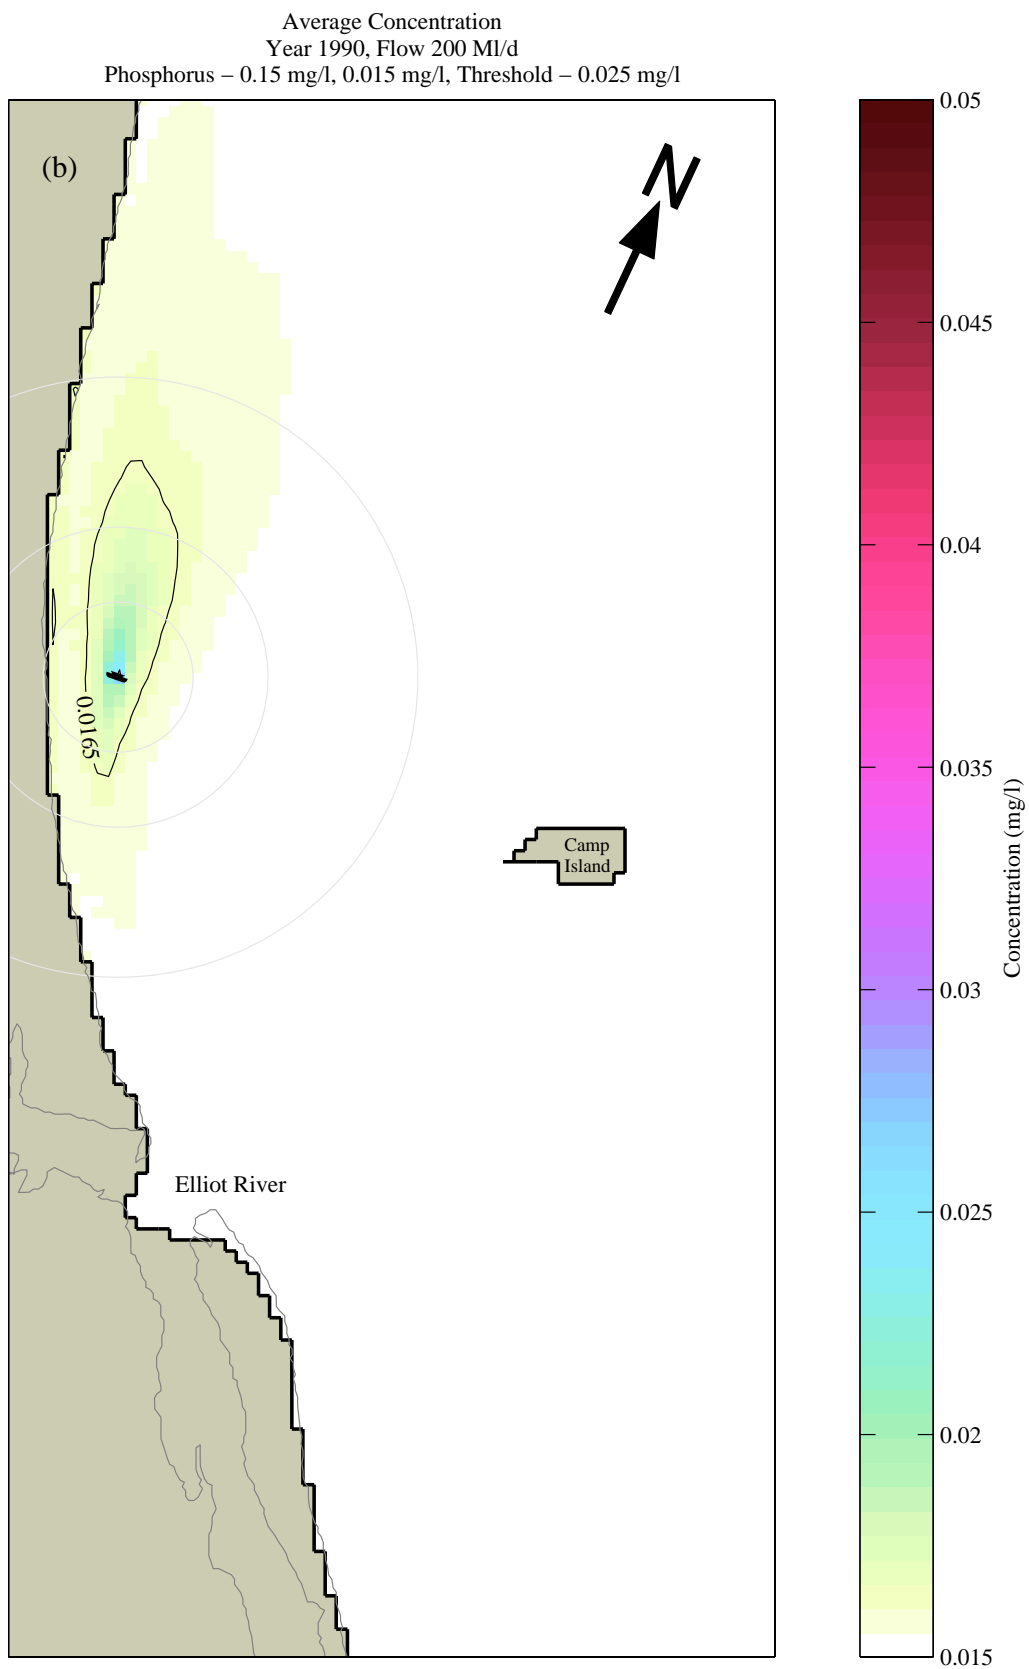 Average Concentration
Year 1990, Flow 200 Ml/d
Phosphorus – 0.15 mg/l, 0.015 mg/l, Threshold – 0.025 mg/l
(b)
N
0.0165
Camp
Island
Elliot River
0.05
0.045
0.04
0.035
0.03
0.025
0.02
0.015
Concentration (mg/l)